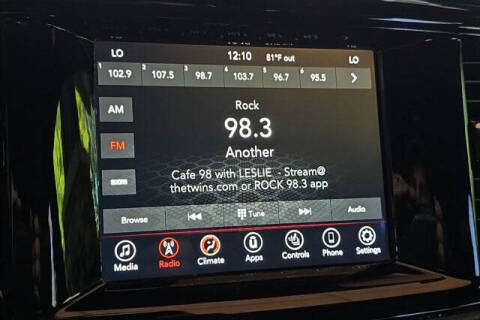 LO 12:10 81°F out LO
1 102.9 2 107.5 3 98.7 4 103.7 5 96.7 6 95.5
AM
Rock
98.3
FM
Another
Cafe 98 with LESLIE - Stream@
thetwins.com or ROCK 98.3 app
Browse Tune Audio
Media Radio Climate Apps Controls Phone Settings